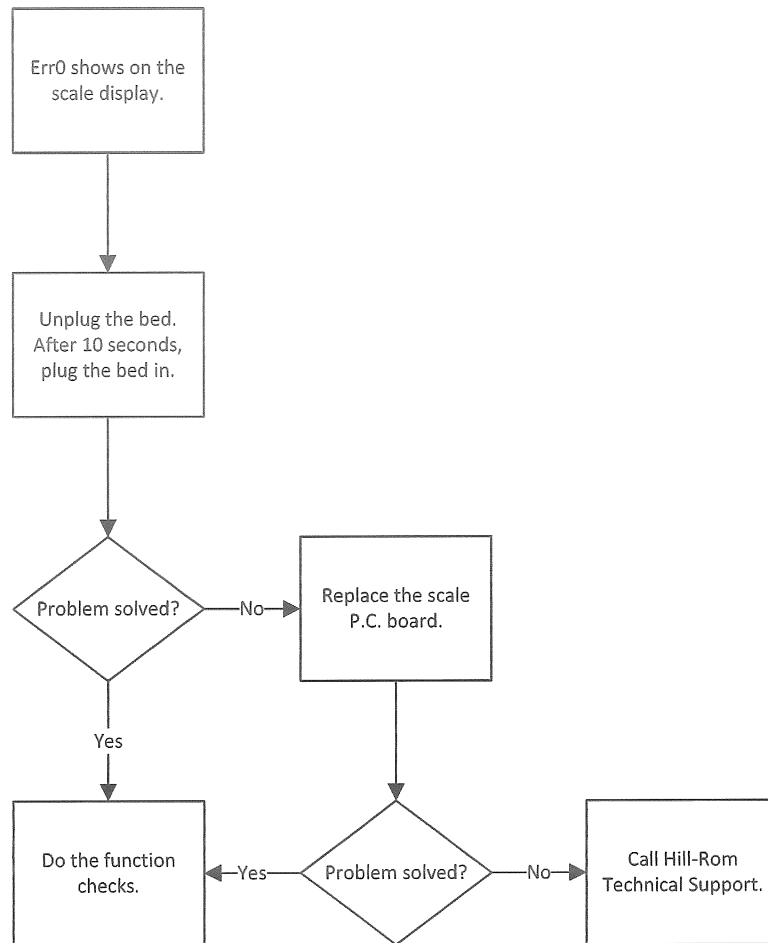 Err0 shows on the
scale display.
Unplug the bed.
After 10 seconds,
plug the bed in.
Problem solved?
No
Replace the scale
P.C. board.
Yes
Do the function
checks.
Yes
Problem solved?
No
Call Hill-Rom
Technical Support.